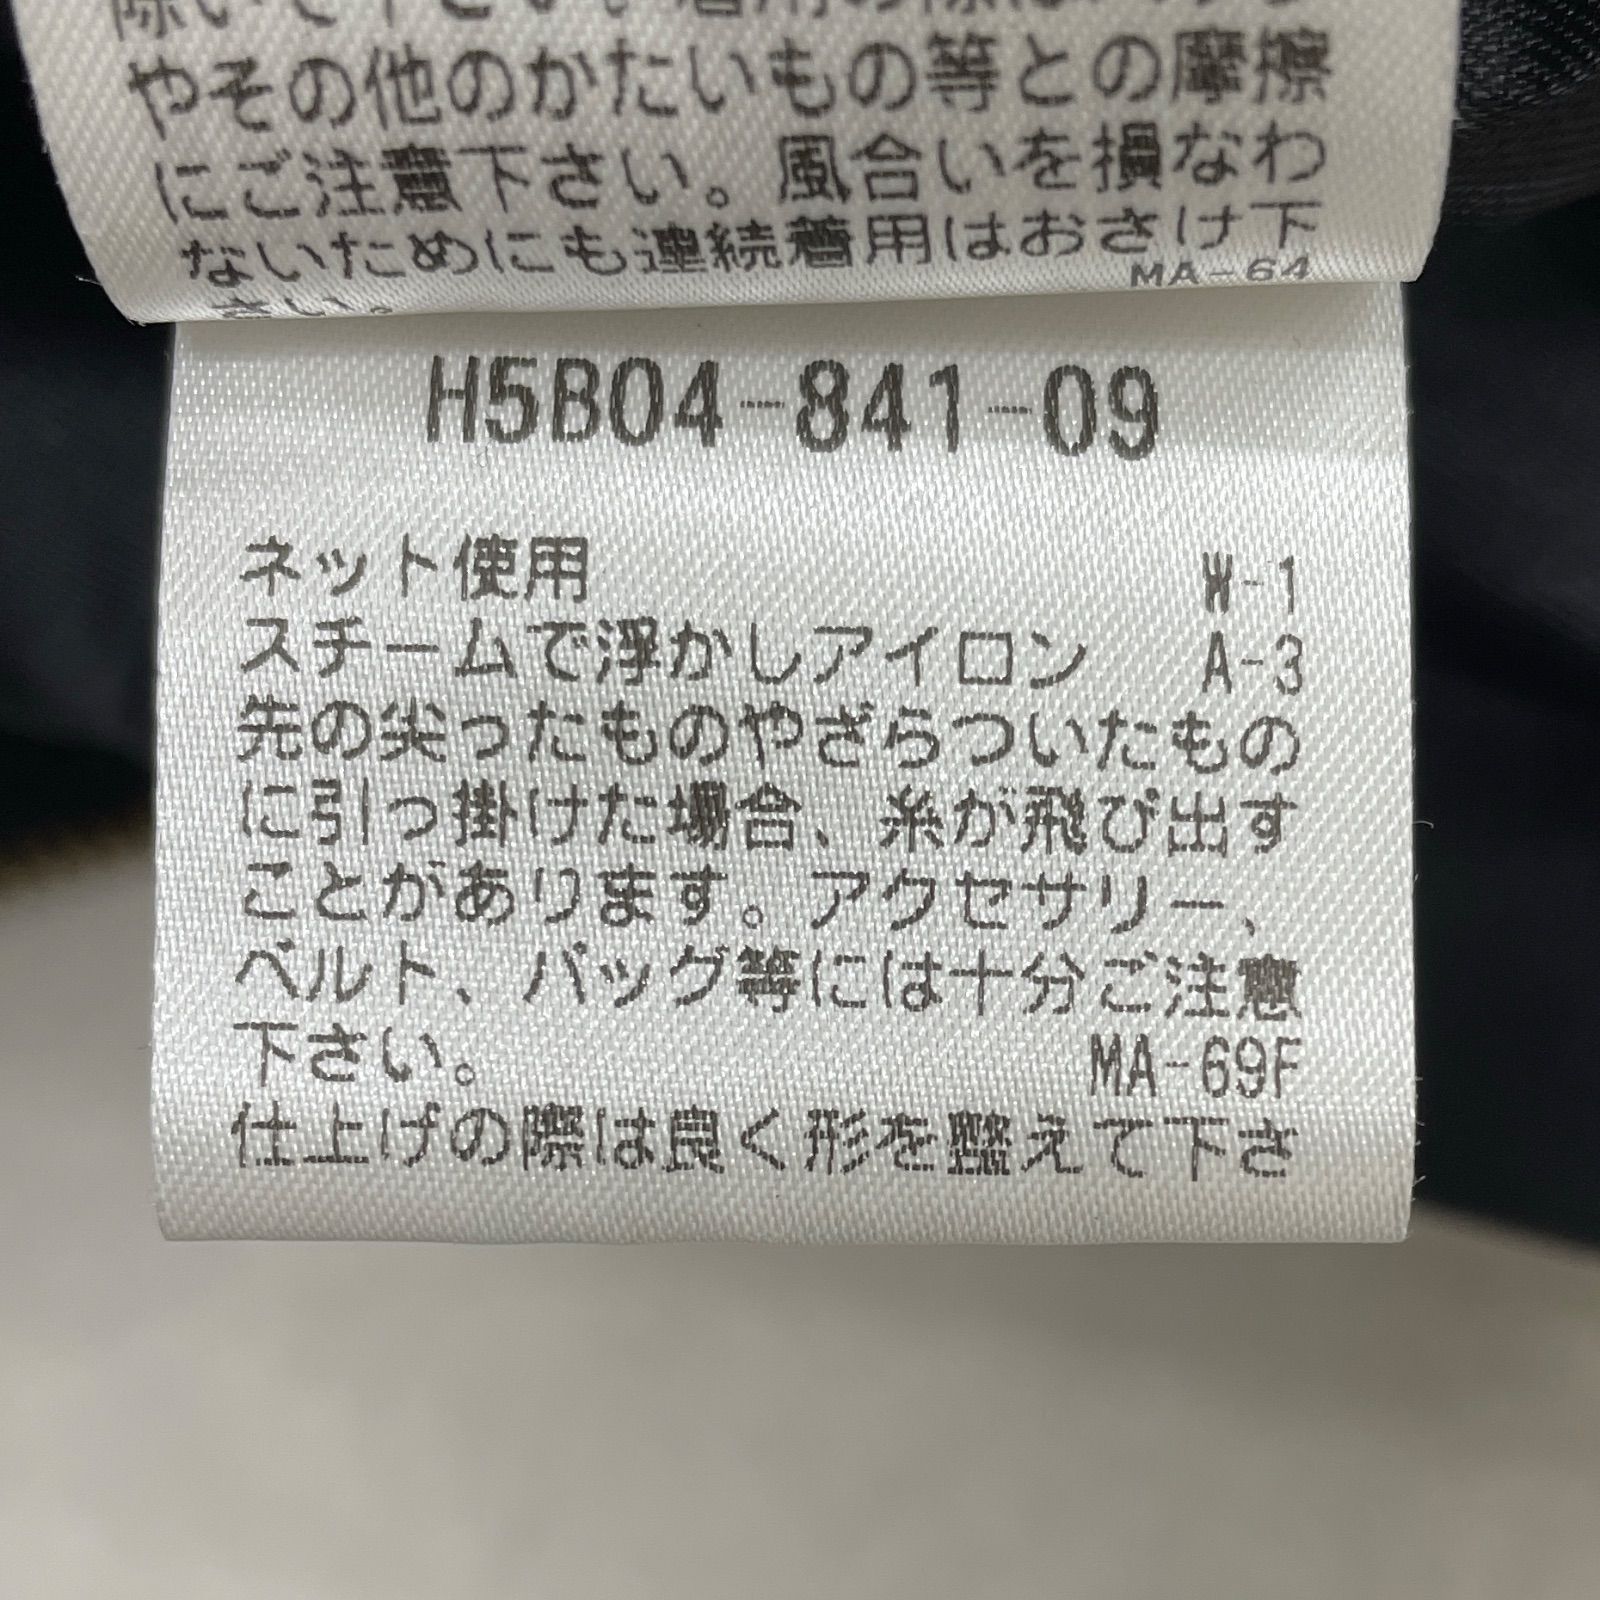 やその他のかたいもの等との摩擦
にご注意下さい。風合いを損なわ
ないためにも連続着用はおさけ下
さい。 MA-64
H5B04-841-09
ネット使用 W-1
スチームで浮かしアイロン A-3
先の尖ったものやざらついたもの
に引っ掛けた場合、糸が飛び出す
ことがあります。アクセサリー、
ベルト、バッグ等には十分ご注意
下さい。 MA-69F
仕上げの際は良く形を整えて下さ